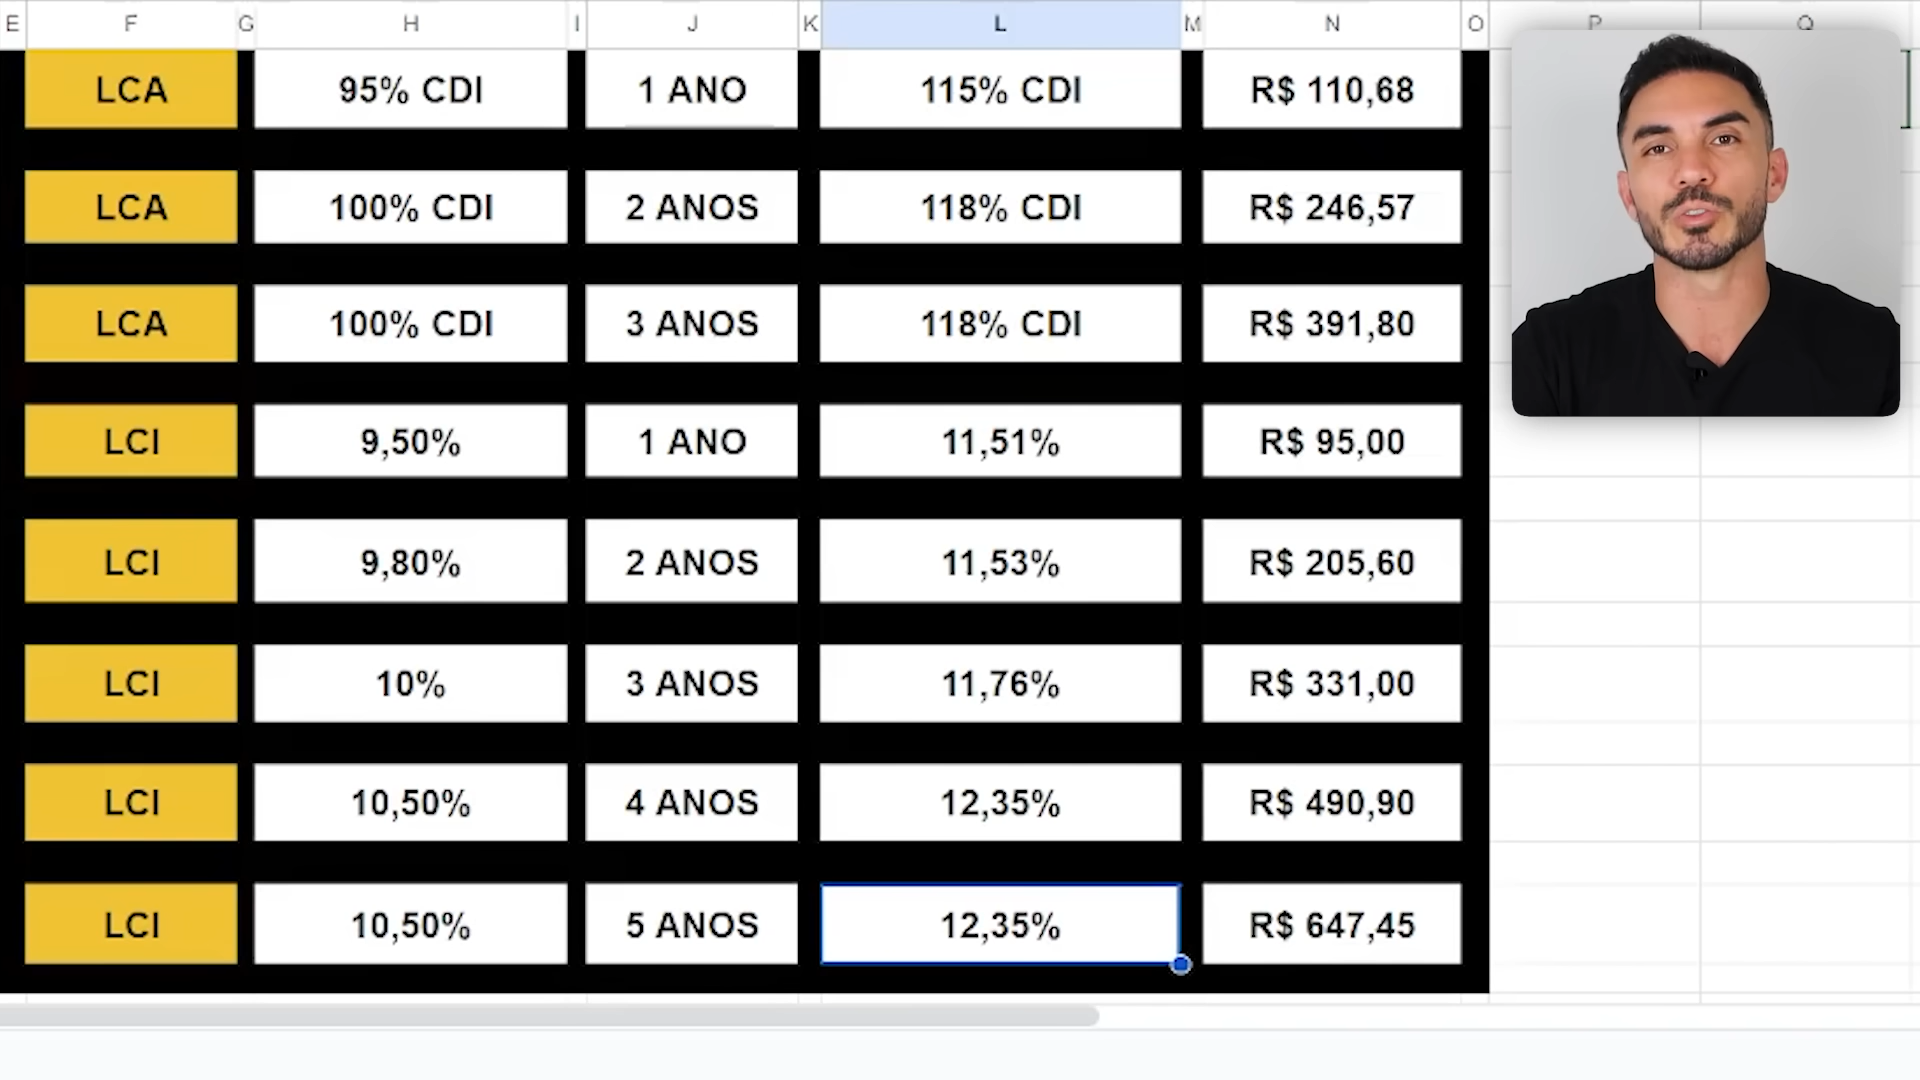 E F G H I J K L M N O P Q
LCA 95% CDI 1 ANO 115% CDI R$ 110,68
LCA 100% CDI 2 ANOS 118% CDI R$ 246,57
LCA 100% CDI 3 ANOS 118% CDI R$ 391,80
LCI 9,50% 1 ANO 11,51% R$ 95,00
LCI 9,80% 2 ANOS 11,53% R$ 205,60
LCI 10% 3 ANOS 11,76% R$ 331,00
LCI 10,50% 4 ANOS 12,35% R$ 490,90
LCI 10,50% 5 ANOS 12,35% R$ 647,45